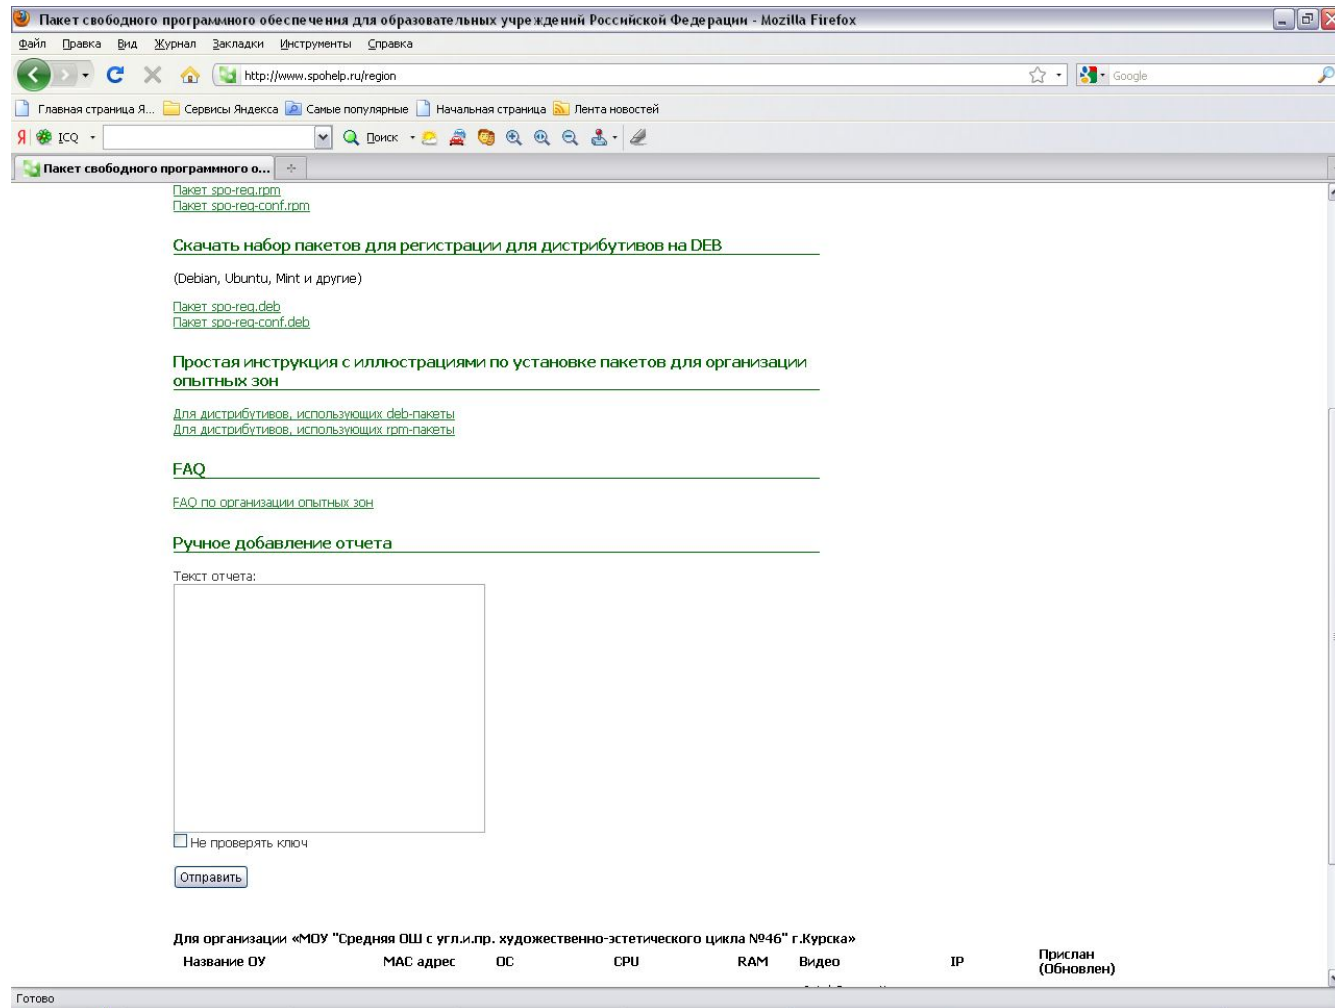 Пакет свободного программного обеспечения для образовательных учреждений Российской Федерации - Mozilla Firefox
Файл Правка Вид Журнал Закладки Инструменты Справка
http://www.spohelp.ru/region Google
Главная страница Я... Сервисы Яндекса Самые популярные Начальная страница Лента новостей
Я ICQ Поиск
Пакет свободного программного о...
Пакет spo-reg.rpm
Пакет spo-reg-conf.rpm
Скачать набор пакетов для регистрации для дистрибутивов на DEB
(Debian, Ubuntu, Mint и другие)
Пакет spo-reg.deb
Пакет spo-reg-conf.deb
Простая инструкция с иллюстрациями по установке пакетов для организации
опытных зон
Для дистрибутивов, использующих deb-пакеты
Для дистрибутивов, использующих rpm-пакеты
FAQ
FAQ по организации опытных зон
Ручное добавление отчета
Текст отчета:
Не проверять ключ
Отправить
Для организации «МОУ "Средняя ОШ с угл.и.пр. художественно-эстетического цикла №46" г.Курска»
Название ОУ MAC адрес ОС CPU RAM Видео IP Прислан
(Обновлен)
Готово